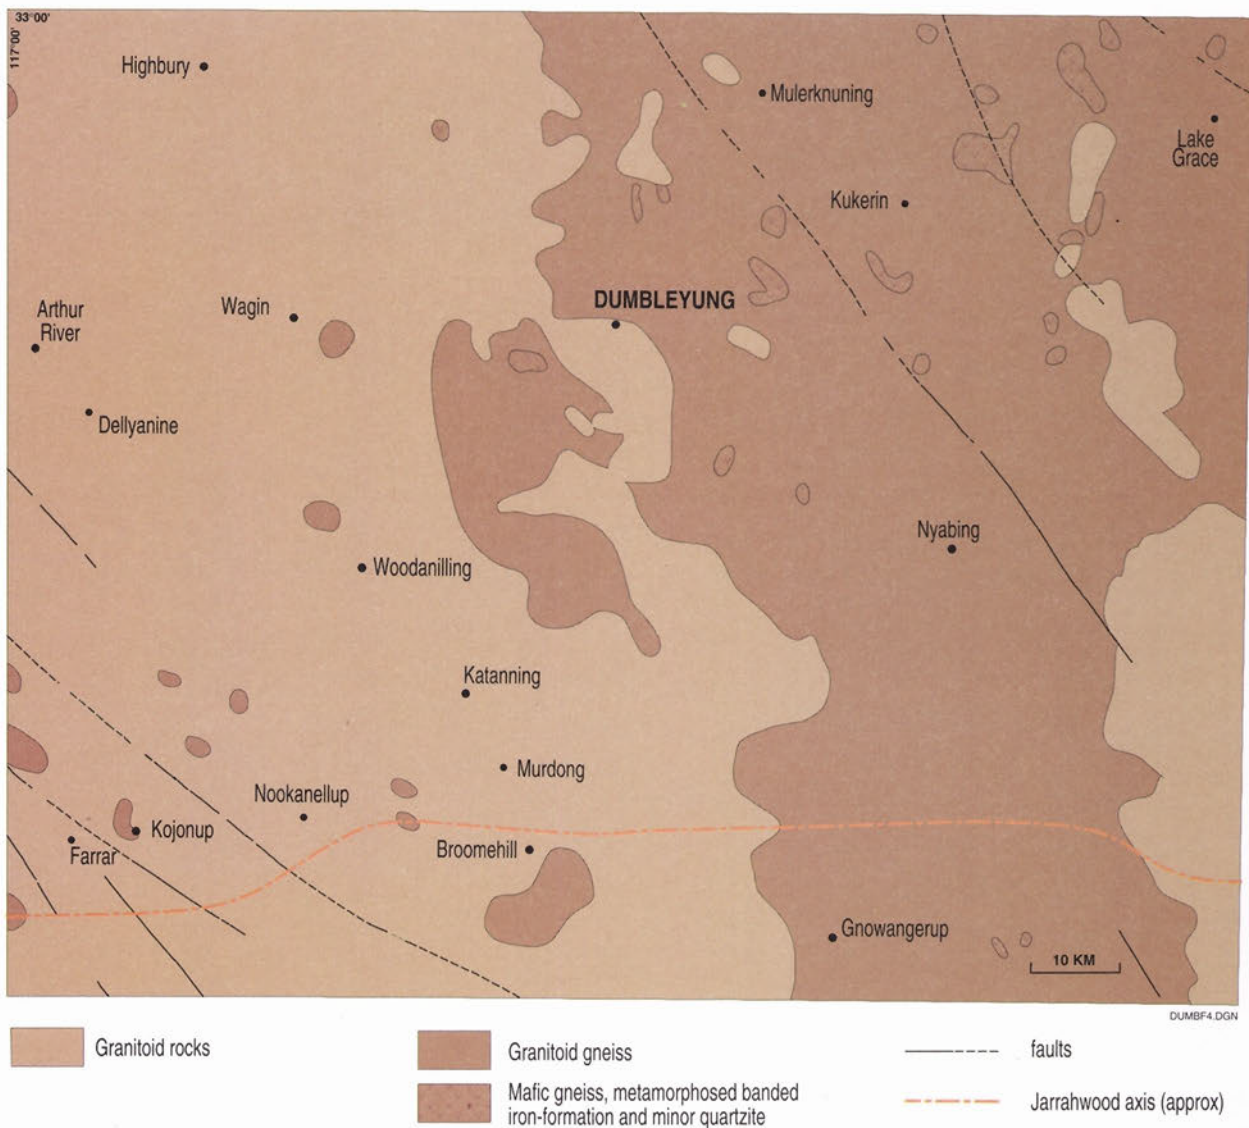 33°00'
117°00'
Highbury
Mulerknuning
Lake
Grace
Kukerin
DUMBLEYUNG
Arthur
River
Wagin
Dellyanine
Nyabing
Woodanilling
Katanning
Murdong
Nookanellup
Kojonup
Farrar
Broomehill
Gnowangerup
10 KM
DUMBF4.DGN
Granitoid rocks
Granitoid gneiss
faults
Mafic gneiss, metamorphosed banded
iron-formation and minor quartzite
Jarrahwood axis (approx)